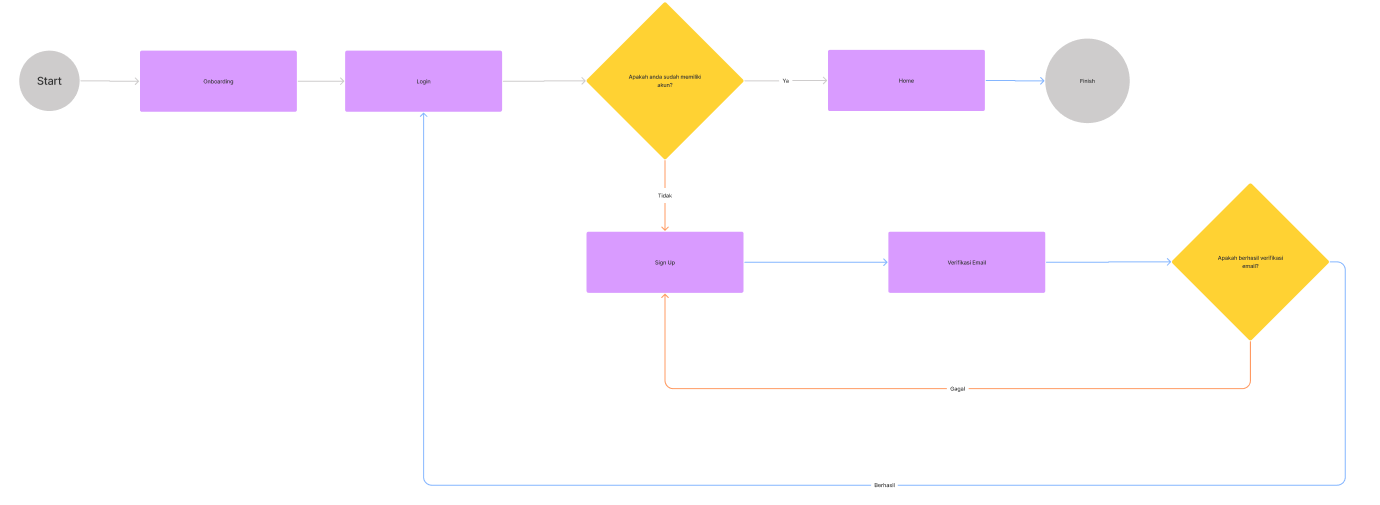 Start
Onboarding
Login
Apakah anda sudah memiliki
akun?
Ya
Home
Finish
Tidak
Sign Up
Verifikasi Email
Apakah berhasil verifikasi
email?
Gagal
Berhasil